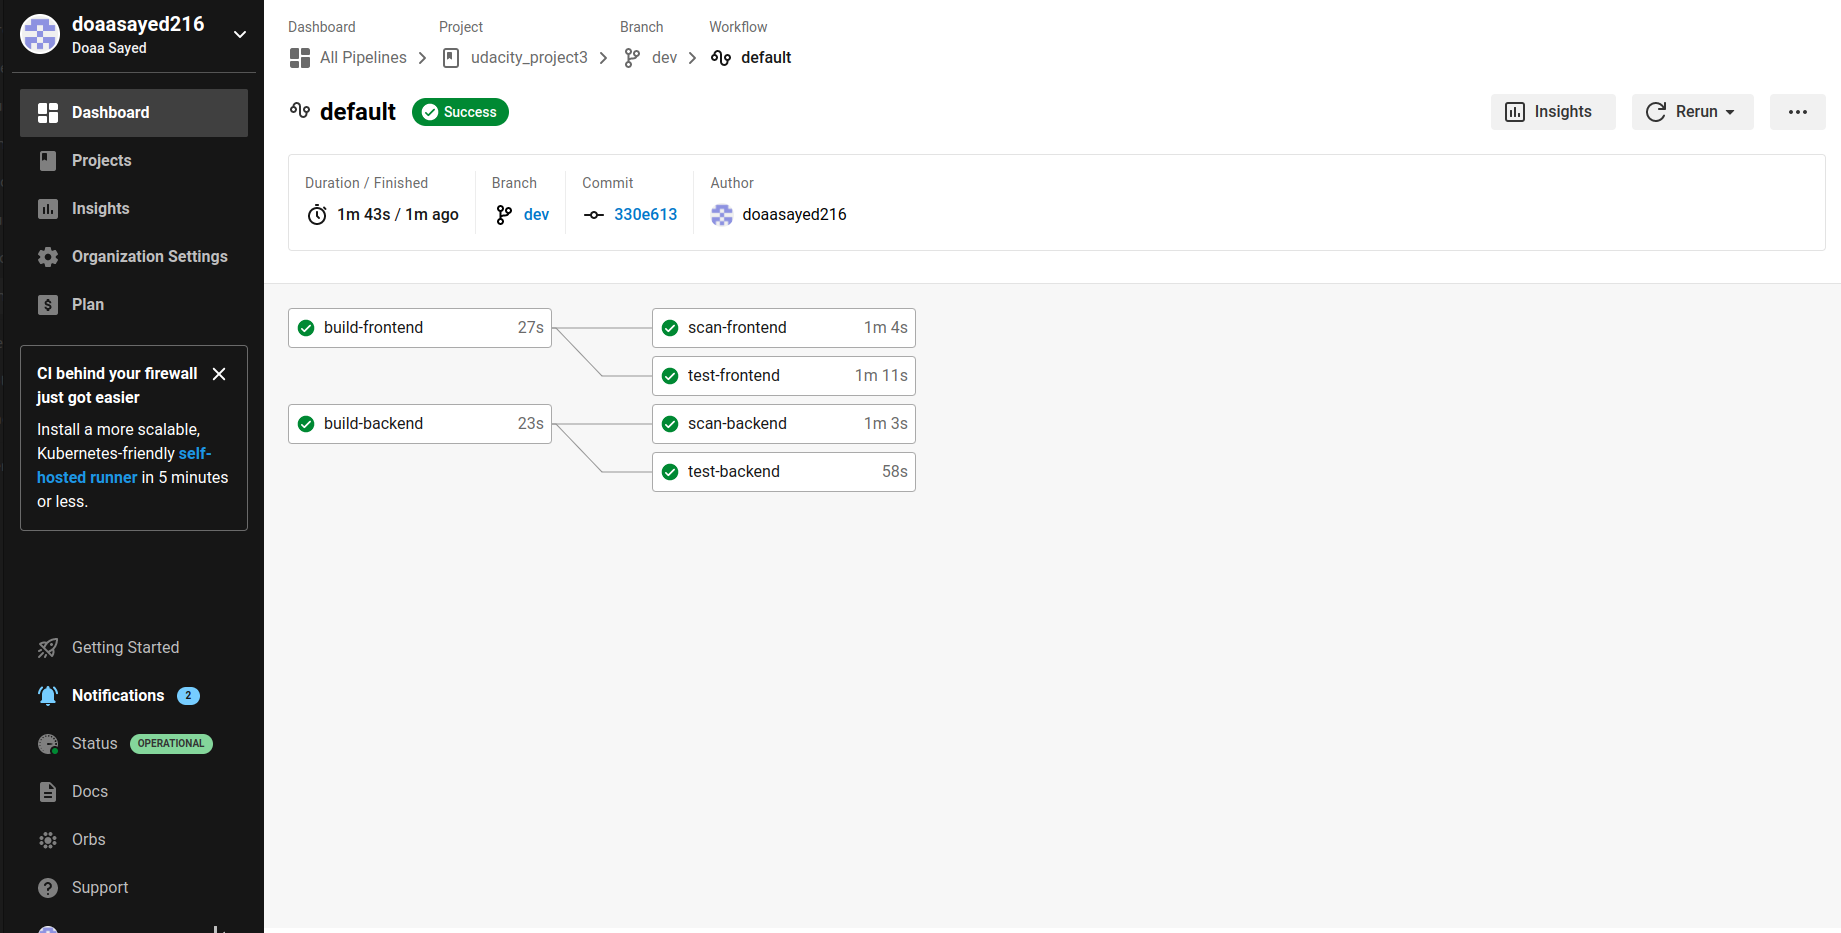 doaasayed216
Doaa Sayed
Dashboard
Projects
Insights
Organization Settings
Plan
CI behind your firewall
just got easier
Install a more scalable,
Kubernetes-friendly self-
hosted runner in 5 minutes
or less.
Getting Started
Notifications 2
Status OPERATIONAL
Docs
Orbs
Support
Dashboard Project Branch Workflow
All Pipelines udacity_project3 dev default
default Success
Insights Rerun
Duration / Finished Branch Commit Author
1m 43s / 1m ago dev 330e613 doaasayed216
build-frontend 27s scan-frontend 1m 4s
test-frontend 1m 11s
build-backend 23s scan-backend 1m 3s
test-backend 58s